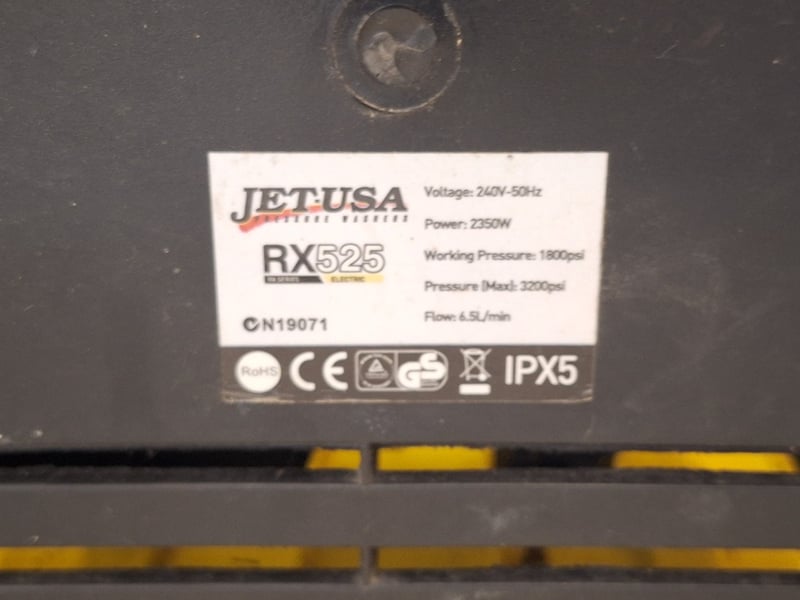 JET·USA
PRESSURE WASHERS
RX525
RX SERIES ELECTRIC
N19071
Voltage: 240V-50Hz
Power: 2350W
Working Pressure: 1800psi
Pressure (Max): 3200psi
Flow: 6.5L/min
RoHS CE GS IPX5